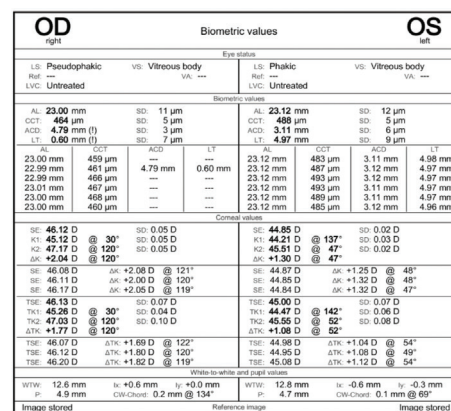 OD Biometric values OS
right left
Eye status
LS: Pseudophakic VS: Vitreous body LS: Phakic VS: Vitreous body
Ref: --- VA: --- Ref: --- VA: ---
LVC: Untreated LVC: Untreated
Biometric values
AL: 23.00 mm SD: 11 µm AL: 23.12 mm SD: 12 µm
CCT: 464 µm SD: 5 µm CCT: 488 µm SD: 5 µm
ACD: 4.79 mm (!) SD: 3 µm ACD: 3.11 mm SD: 6 µm
LT: 0.60 mm (!) SD: 7 µm LT: 4.97 mm SD: 9 µm
AL CCT ACD LT AL CCT ACD LT
23.00 mm 459 µm --- --- 23.12 mm 483 µm 3.11 mm 4.98 mm
22.99 mm 461 µm 4.79 mm 0.60 mm 23.12 mm 487 µm 3.12 mm 4.97 mm
22.99 mm 466 µm --- --- 23.12 mm 493 µm 3.12 mm 4.97 mm
23.01 mm 467 µm --- --- 23.12 mm 489 µm 3.11 mm 4.97 mm
23.00 mm 468 µm --- --- 23.12 mm 493 µm 3.11 mm 4.97 mm
23.00 mm 460 µm --- --- 23.12 mm 485 µm 3.12 mm 4.96 mm
Corneal values
SE: 46.12 D SD: 0.05 D SE: 44.85 D SD: 0.02 D
K1: 45.12 D @ 30° SD: 0.05 D K1: 44.21 D @ 137° SD: 0.03 D
K2: 47.17 D @ 120° SD: 0.05 D K2: 45.51 D @ 47° SD: 0.02 D
ΔK: +2.04 D @ 120° ΔK: +1.30 D @ 47°
SE: 46.08 D ΔK: +2.08 D @ 121° SE: 44.87 D ΔK: +1.25 D @ 48°
SE: 46.11 D ΔK: +2.00 D @ 120° SE: 44.85 D ΔK: +1.32 D @ 48°
SE: 46.17 D ΔK: +2.05 D @ 119° SE: 44.84 D ΔK: +1.32 D @ 47°
TSE: 46.13 D SD: 0.07 D TSE: 45.00 D SD: 0.07 D
TK1: 45.26 D @ 30° SD: 0.04 D TK1: 44.47 D @ 142° SD: 0.06 D
TK2: 47.03 D @ 120° SD: 0.10 D TK2: 45.55 D @ 52° SD: 0.08 D
ΔTK: +1.77 D @ 120° ΔTK: +1.08 D @ 52°
TSE: 46.07 D ΔTK: +1.69 D @ 122° TSE: 44.98 D ΔTK: +1.04 D @ 54°
TSE: 46.12 D ΔTK: +1.80 D @ 120° TSE: 44.95 D ΔTK: +1.08 D @ 49°
TSE: 46.20 D ΔTK: +1.82 D @ 119° TSE: 45.08 D ΔTK: +1.12 D @ 54°
White-to-white and pupil values
WTW: 12.6 mm Ix: +0.6 mm Iy: +0.0 mm WTW: 12.8 mm Ix: -0.6 mm Iy: -0.3 mm
P: 4.9 mm CW-Chord: 0.2 mm @ 134° P: 4.7 mm CW-Chord: 0.1 mm @ 69°
Image stored Reference image Image stored